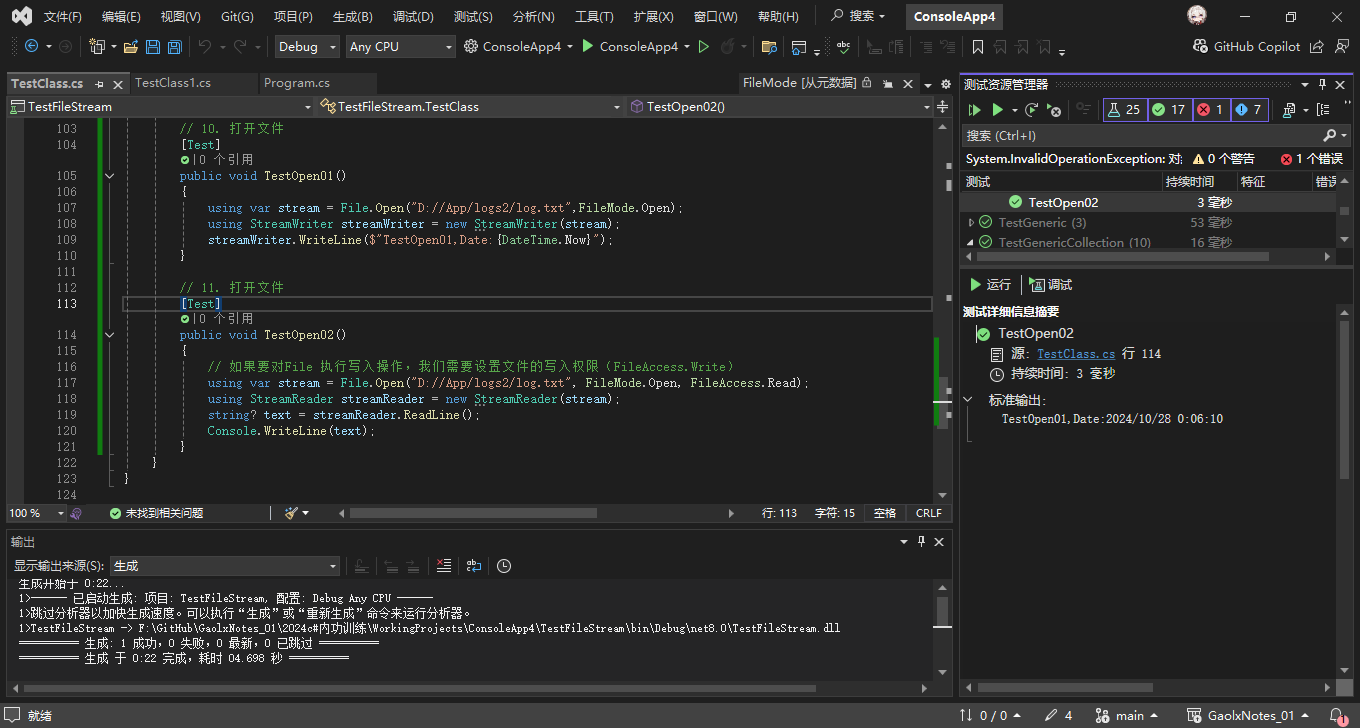 文件(F) 编辑(E) 视图(V) Git(G) 项目(P) 生成(B) 调试(D) 测试(S) 分析(N) 工具(T) 扩展(X) 窗口(W) 帮助(H) 搜索 ConsoleApp4
Debug Any CPU ConsoleApp4 ConsoleApp4 GitHub Copilot
TestClass.cs TestClass1.cs Program.cs FileMode [从元数据]
TestFileStream TestFileStream.TestClass TestOpen02()
103 // 10. 打开文件
104 [Test]
0 个引用
105 public void TestOpen01()
106 {
107 using var stream = File.Open("D://App/logs2/log.txt",FileMode.Open);
108 using StreamWriter streamWriter = new StreamWriter(stream);
109 streamWriter.WriteLine($"TestOpen01,Date:{DateTime.Now}");
110 }
111
112 // 11. 打开文件
113 [Test]
0 个引用
114 public void TestOpen02()
115 {
116 // 如果要对File 执行写入操作，我们需要设置文件的写入权限（FileAccess.Write）
117 using var stream = File.Open("D://App/logs2/log.txt", FileMode.Open, FileAccess.Read);
118 using StreamReader streamReader = new StreamReader(stream);
119 string? text = streamReader.ReadLine();
120 Console.WriteLine(text);
121 }
122 }
123 }
124
100 % 未找到相关问题 行: 113 字符: 15 空格 CRLF
输出
显示输出来源(S): 生成
生成开始于 0:22...
1>------ 已启动生成: 项目: TestFileStream, 配置: Debug Any CPU ------
1>跳过分析器以加快生成速度。可以执行“生成”或“重新生成”命令来运行分析器。
1>TestFileStream -> F:\GitHub\GaolxNotes_01\2024c#内功训练\WorkingProjects\ConsoleApp4\TestFileStream\bin\Debug\net8.0\TestFileStream.dll
========== 生成: 1 成功，0 失败，0 最新，0 已跳过 ==========
========== 生成 于 0:22 完成，耗时 04.698 秒 ==========
测试资源管理器
25 17 1 7
搜索 (Ctrl+I)
System.InvalidOperationException: 对 0 个警告 1 个错误
测试 持续时间 特征 错误
TestOpen02 3 毫秒
TestGeneric (3) 53 毫秒
TestGenericCollection (10) 16 毫秒
运行 调试
测试详细信息摘要
TestOpen02
源: TestClass.cs 行 114
持续时间: 3 毫秒
标准输出:
TestOpen01,Date:2024/10/28 0:06:10
就绪 0 / 0 4 main GaolxNotes_01 1